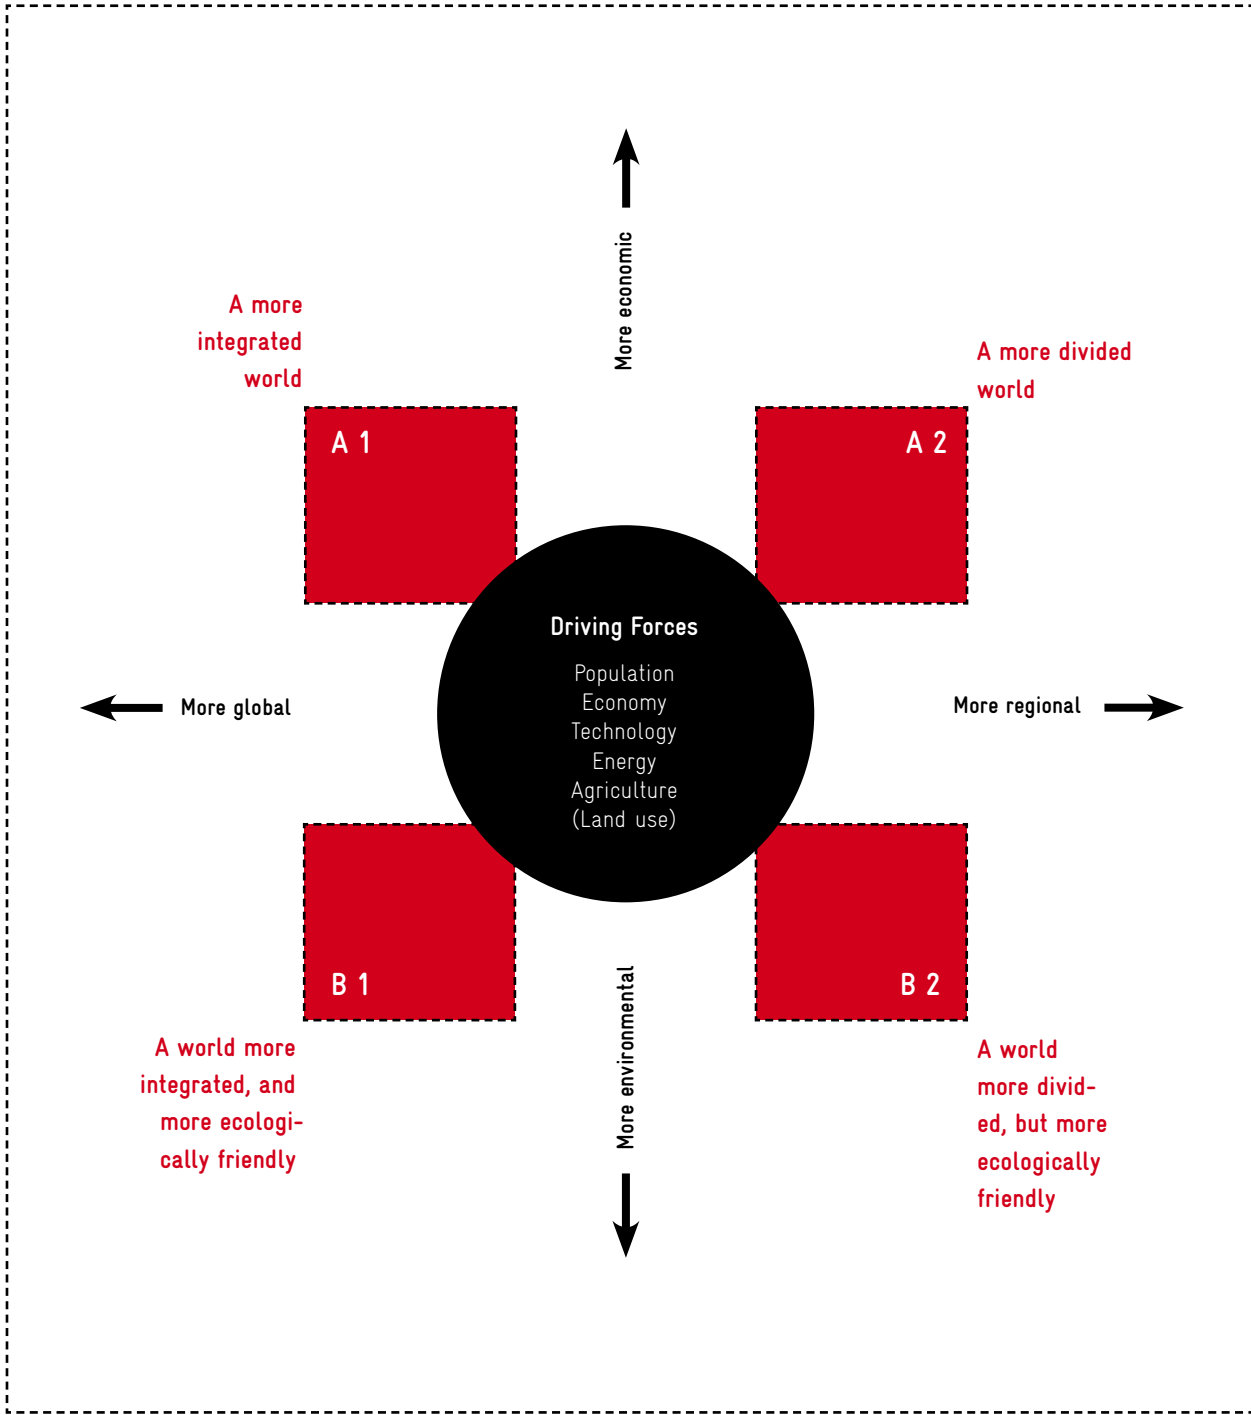 More economic
A more
integrated
world
A more divided
world
A 1
A 2
Driving Forces
Population
Economy
Technology
Energy
Agriculture
(Land use)
More global
More regional
B 1
B 2
More environmental
A world more
integrated, and
more ecologi-
cally friendly
A world
more divid-
ed, but more
ecologically
friendly